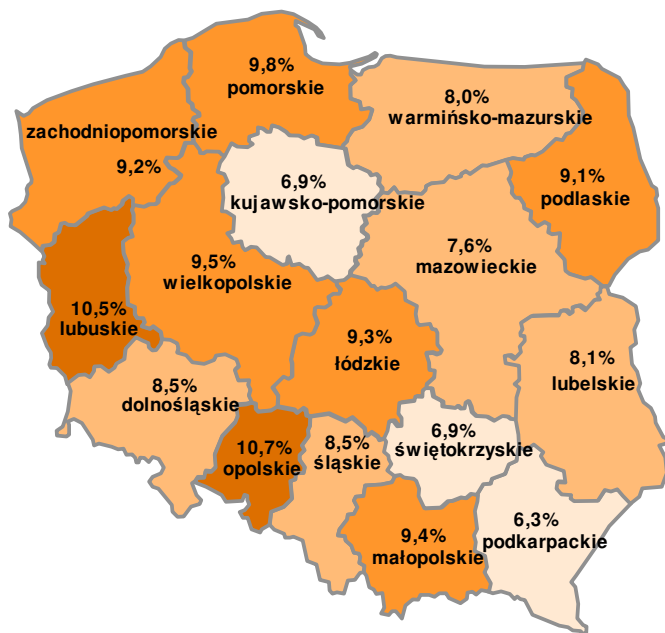 9,8%
pomorskie
8,0%
warmińsko-mazurskie
zachodniopomorskie
9,2%
6,9%
kujawsko-pomorskie
9,1%
podlaskie
7,6%
mazowieckie
9,5%
wielkopolskie
10,5%
lubuskie
9,3%
łódzkie
8,1%
lubelskie
8,5%
dolnośląskie
10,7%
opolskie
8,5%
śląskie
6,9%
świętokrzyskie
9,4%
małopolskie
6,3%
podkarpackie